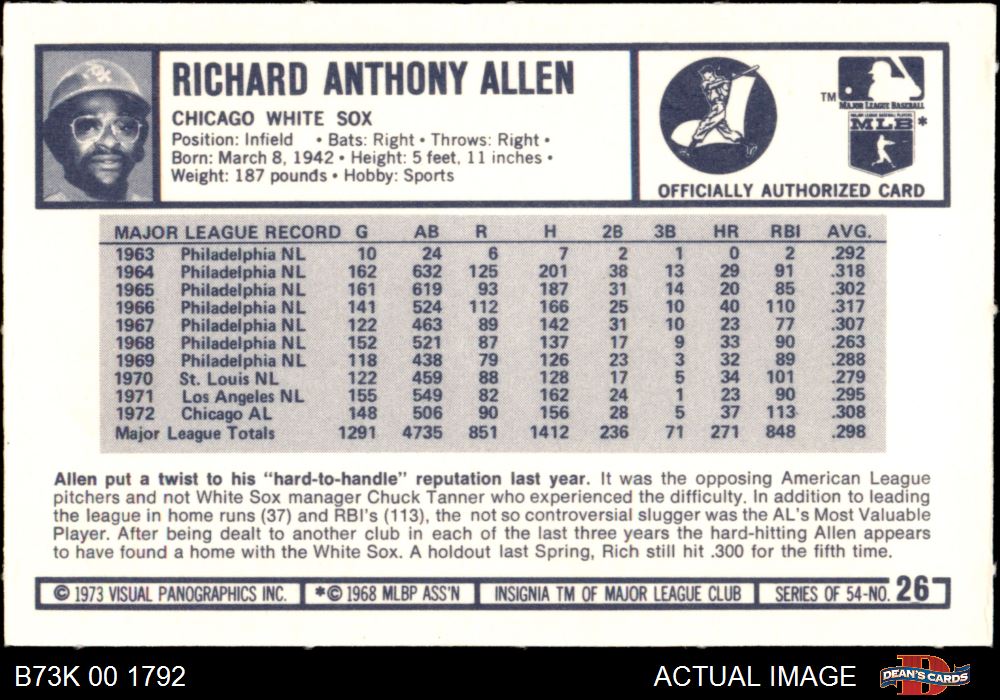 SOX
RICHARD ANTHONY ALLEN
CHICAGO WHITE SOX
Position: Infield • Bats: Right • Throws: Right •
Born: March 8, 1942 • Height: 5 feet, 11 inches •
Weight: 187 pounds • Hobby: Sports
TM
MAJOR LEAGUE BASEBALL
MAJOR LEAGUE BASEBALL PLAYERS
MLB *
OFFICIALLY AUTHORIZED CARD
MAJOR LEAGUE RECORD G AB R H 2B 3B HR RBI AVG.
1963 Philadelphia NL 10 24 6 7 2 1 0 2 .292
1964 Philadelphia NL 162 632 125 201 38 13 29 91 .318
1965 Philadelphia NL 161 619 93 187 31 14 20 85 .302
1966 Philadelphia NL 141 524 112 166 25 10 40 110 .317
1967 Philadelphia NL 122 463 89 142 31 10 23 77 .307
1968 Philadelphia NL 152 521 87 137 17 9 33 90 .263
1969 Philadelphia NL 118 438 79 126 23 3 32 89 .288
1970 St. Louis NL 122 459 88 128 17 5 34 101 .279
1971 Los Angeles NL 155 549 82 162 24 1 23 90 .295
1972 Chicago AL 148 506 90 156 28 5 37 113 .308
Major League Totals 1291 4735 851 1412 236 71 271 848 .298
Allen put a twist to his "hard-to-handle" reputation last year. It was the opposing American League
pitchers and not White Sox manager Chuck Tanner who experienced the difficulty. In addition to leading
the league in home runs (37) and RBI's (113), the not so controversial slugger was the AL's Most Valuable
Player. After being dealt to another club in each of the last three years the hard-hitting Allen appears
to have found a home with the White Sox. A holdout last Spring, Rich still hit .300 for the fifth time.
© 1973 VISUAL PANOGRAPHICS INC. *© 1968 MLBP ASS'N INSIGNIA TM OF MAJOR LEAGUE CLUB SERIES OF 54-NO. 26
B73K 00 1792 ACTUAL IMAGE DEAN'S CARDS